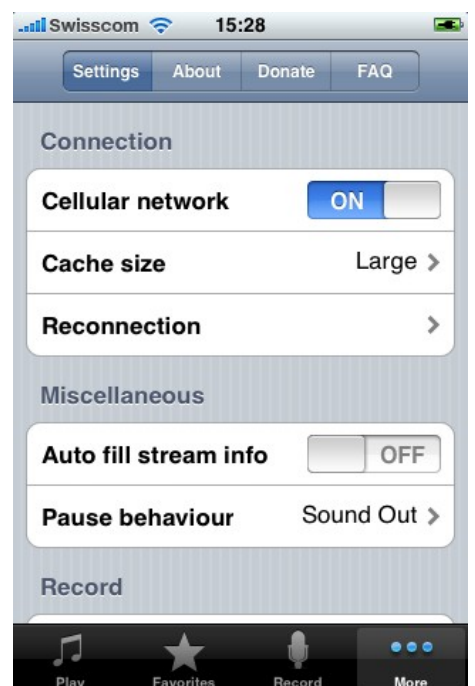 Swisscom 15:28
Settings About Donate FAQ
Connection
Cellular network ON
Cache size Large
Reconnection
Miscellaneous
Auto fill stream info OFF
Pause behaviour Sound Out
Record
Play Favorites Record More